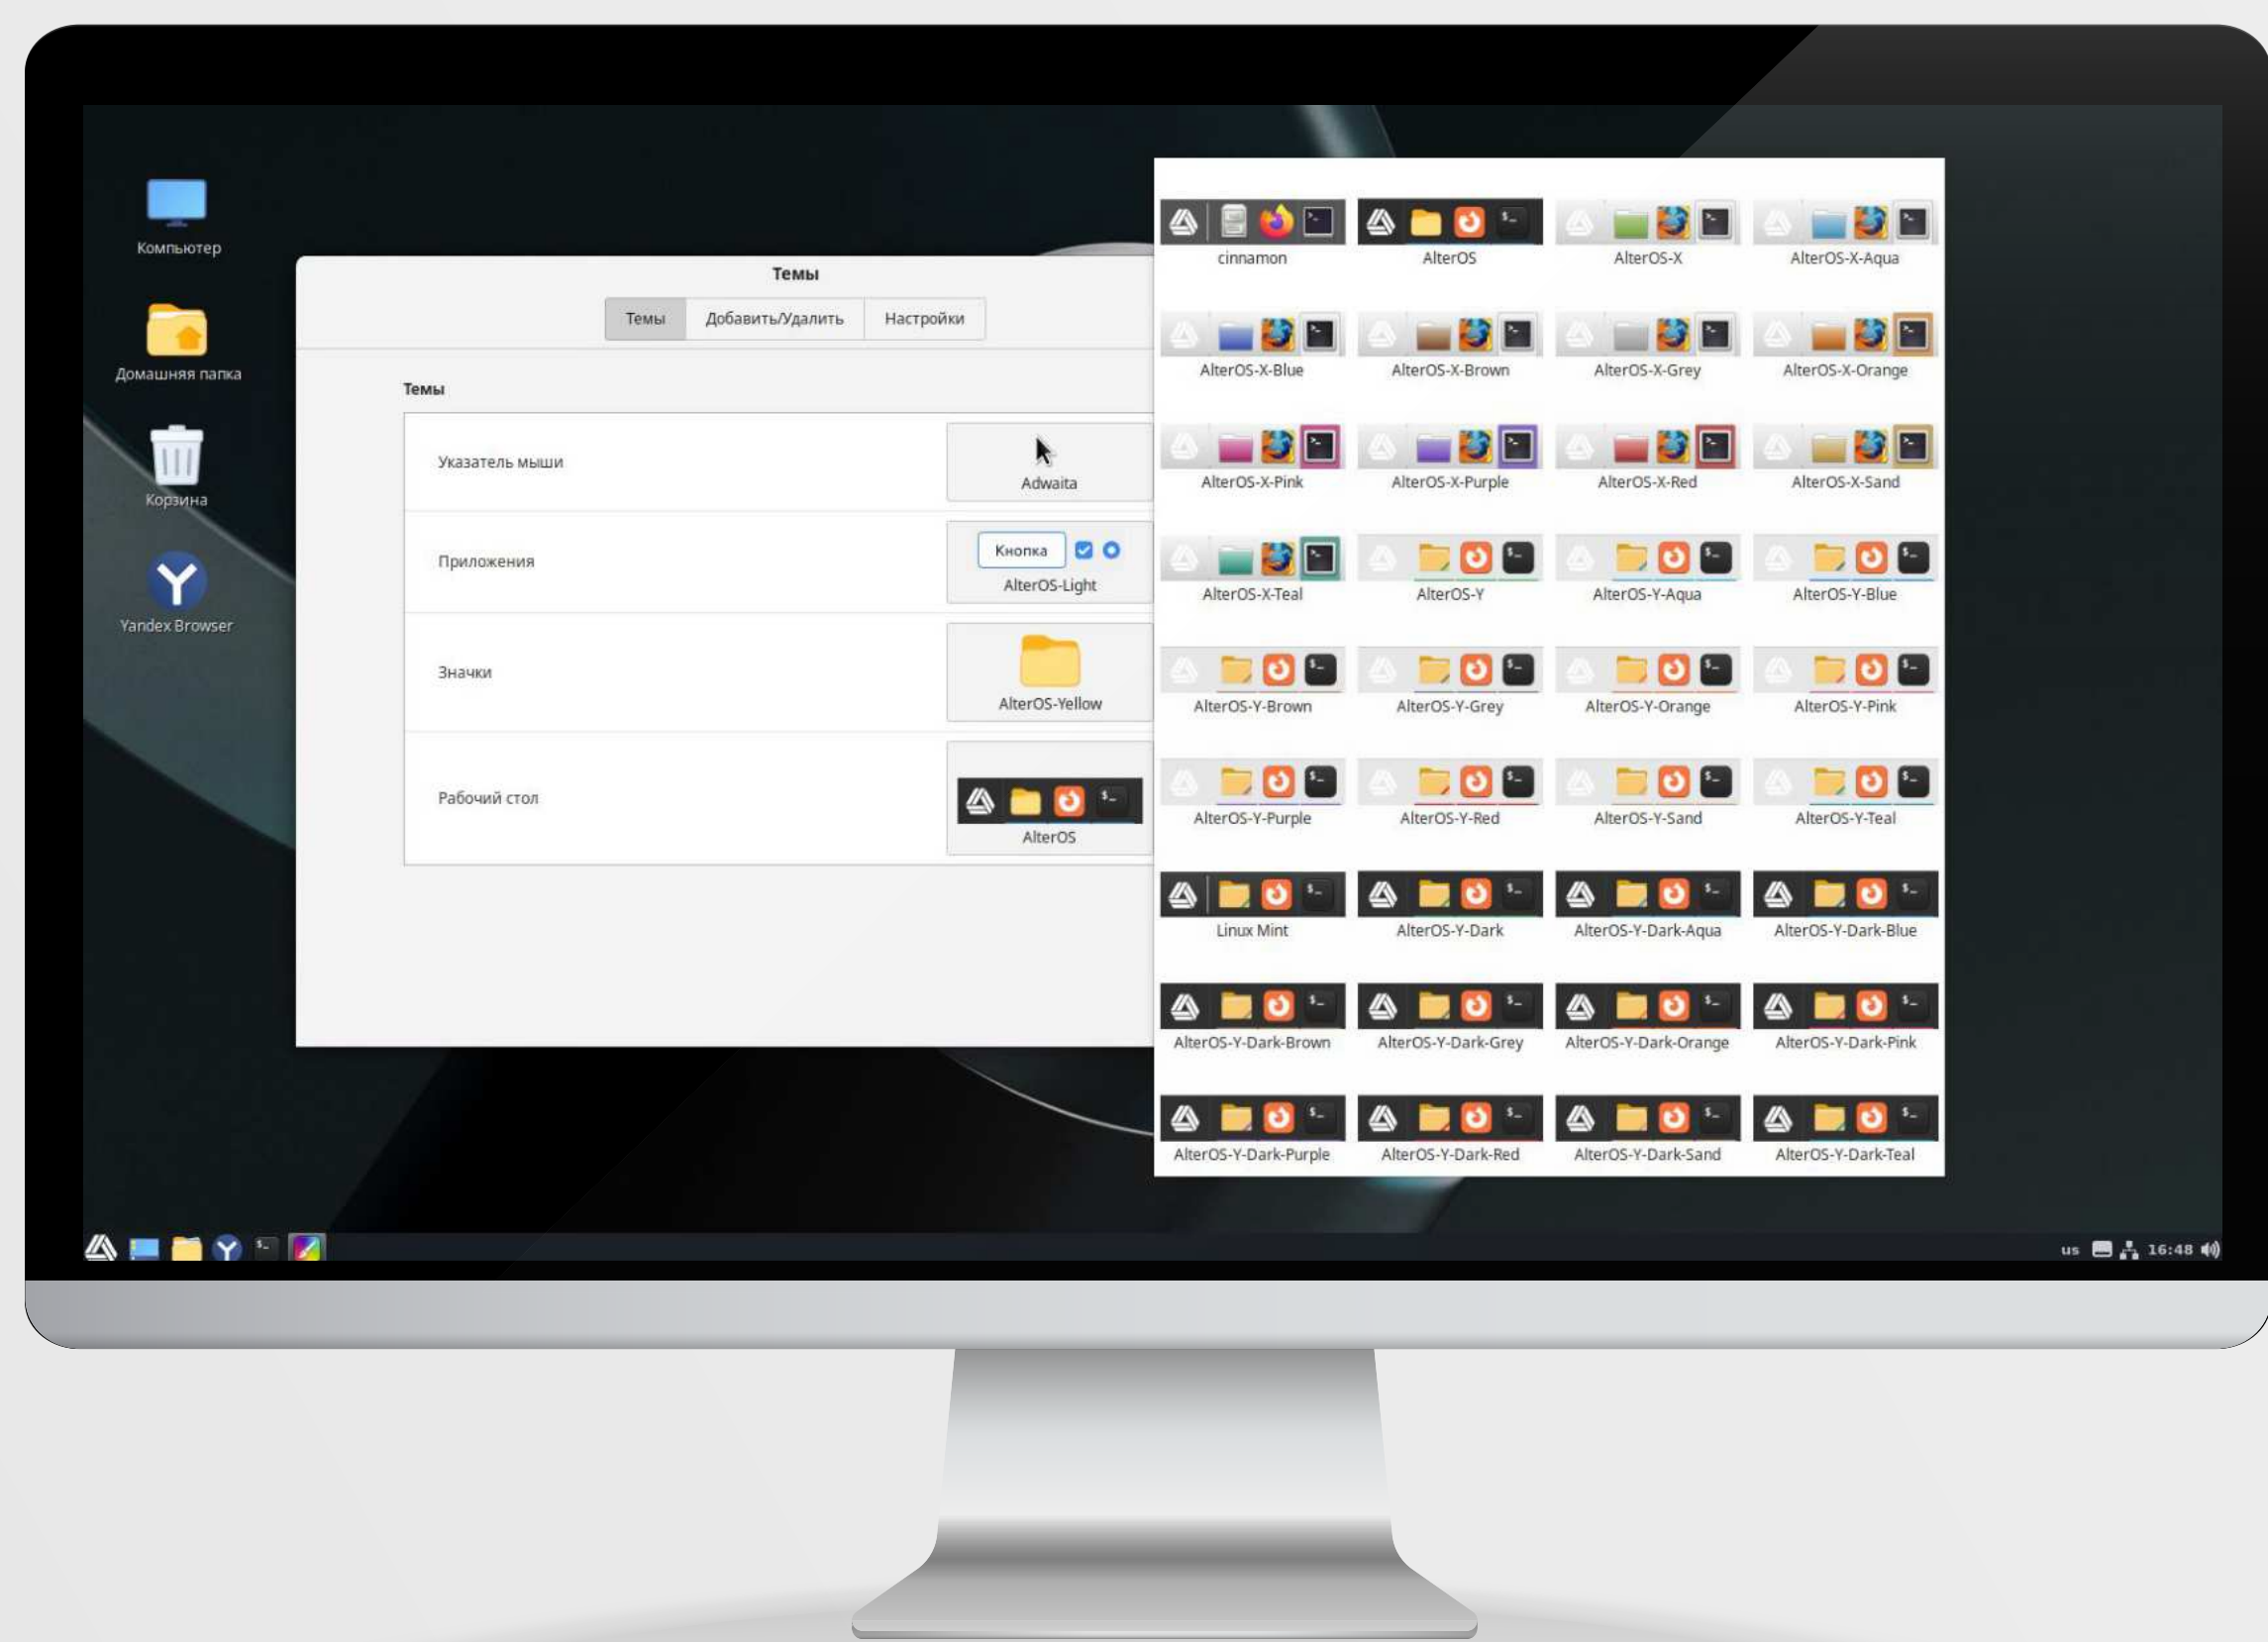 Компьютер
Домашняя папка
Корзина
Yandex Browser
Темы
Темы
Добавить/Удалить
Настройки
Темы
Указатель мыши
Adwaita
Приложения
Кнопка
AlterOS-Light
Значки
AlterOS-Yellow
Рабочий стол
AlterOS
cinnamon
AlterOS
AlterOS-X
AlterOS-X-Aqua
AlterOS-X-Blue
AlterOS-X-Brown
AlterOS-X-Grey
AlterOS-X-Orange
AlterOS-X-Pink
AlterOS-X-Purple
AlterOS-X-Red
AlterOS-X-Sand
AlterOS-X-Teal
AlterOS-Y
AlterOS-Y-Aqua
AlterOS-Y-Blue
AlterOS-Y-Brown
AlterOS-Y-Grey
AlterOS-Y-Orange
AlterOS-Y-Pink
AlterOS-Y-Purple
AlterOS-Y-Red
AlterOS-Y-Sand
AlterOS-Y-Teal
Linux Mint
AlterOS-Y-Dark
AlterOS-Y-Dark-Aqua
AlterOS-Y-Dark-Blue
AlterOS-Y-Dark-Brown
AlterOS-Y-Dark-Grey
AlterOS-Y-Dark-Orange
AlterOS-Y-Dark-Pink
AlterOS-Y-Dark-Purple
AlterOS-Y-Dark-Red
AlterOS-Y-Dark-Sand
AlterOS-Y-Dark-Teal
us
16:48